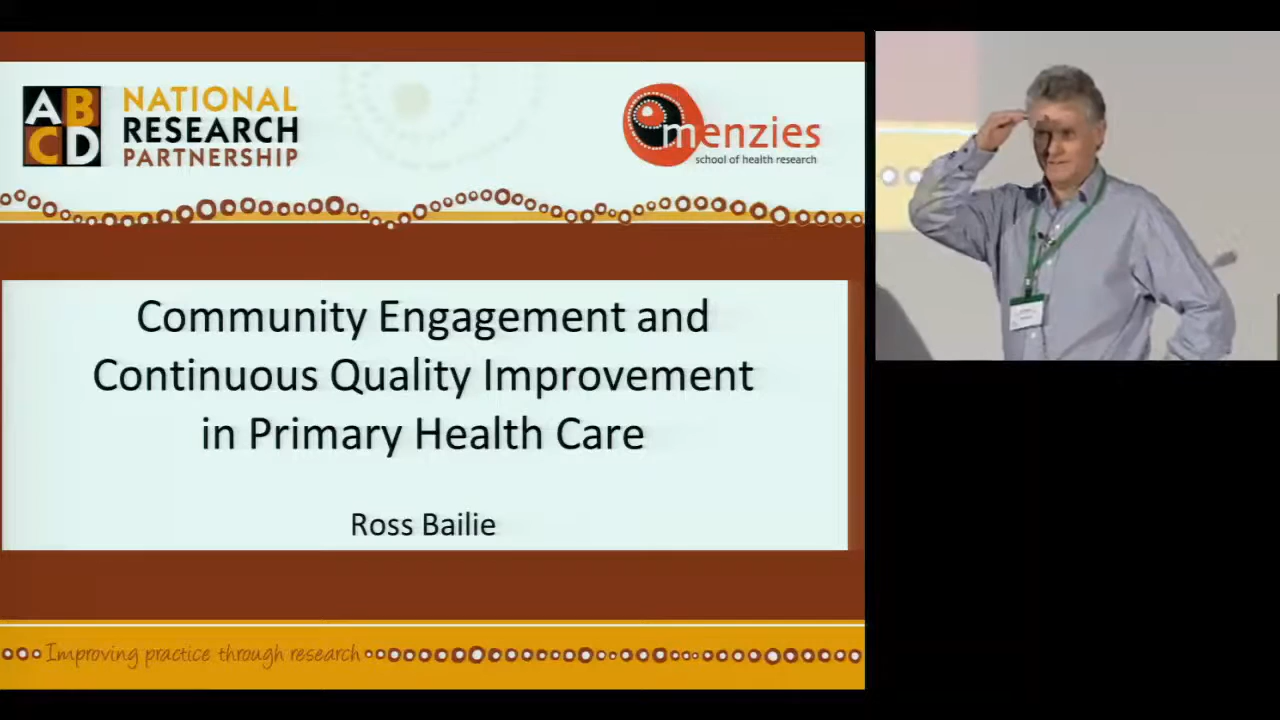 ABCD
NATIONAL
RESEARCH
PARTNERSHIP
menzies
school of health research
Community Engagement and
Continuous Quality Improvement
in Primary Health Care
Ross Bailie
Improving practice through research